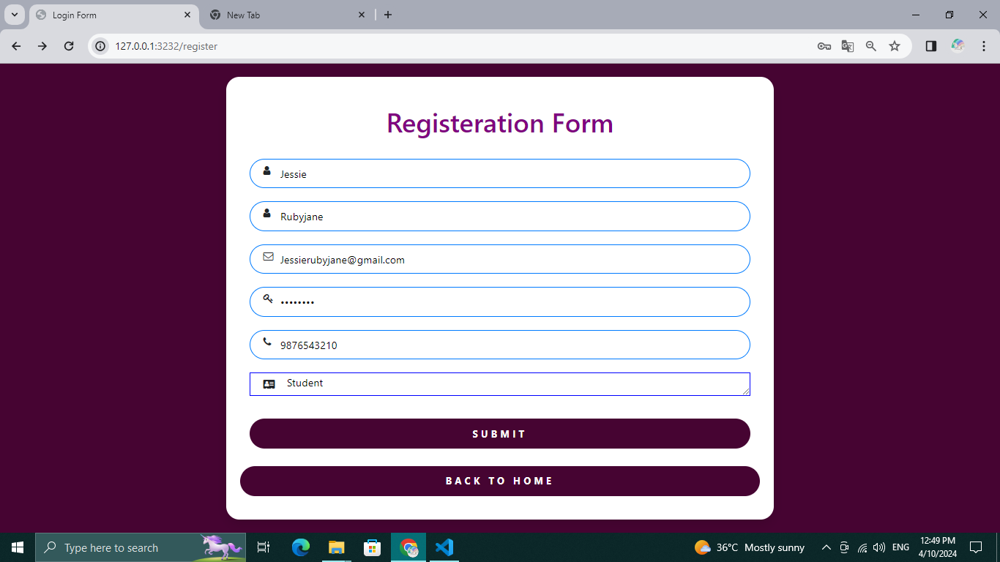 Login Form
New Tab
127.0.0.1:3232/register
Registeration Form
Jessie
Rubyjane
Jessierubyjane@gmail.com
••••••••
9876543210
Student
SUBMIT
BACK TO HOME
Type here to search
36°C Mostly sunny
ENG
12:49 PM
4/10/2024